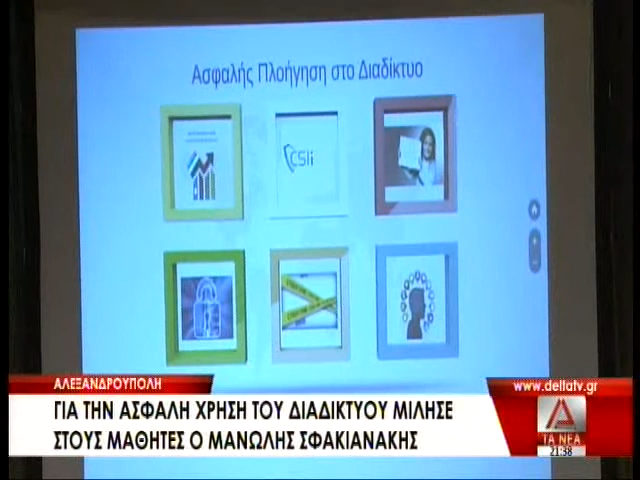 Ασφαλής Πλοήγηση στο Διαδίκτυο
CSIi
ΑΛΕΞΑΝΔΡΟΥΠΟΛΗ
www.deltatv.gr
ΓΙΑ ΤΗΝ ΑΣΦΑΛΗ ΧΡΗΣΗ ΤΟΥ ΔΙΑΔΙΚΤΥΟΥ ΜΙΛΗΣΕ
ΣΤΟΥΣ ΜΑΘΗΤΕΣ Ο ΜΑΝΩΛΗΣ ΣΦΑΚΙΑΝΑΚΗΣ
ΤΑ ΝΕΑ
21:38